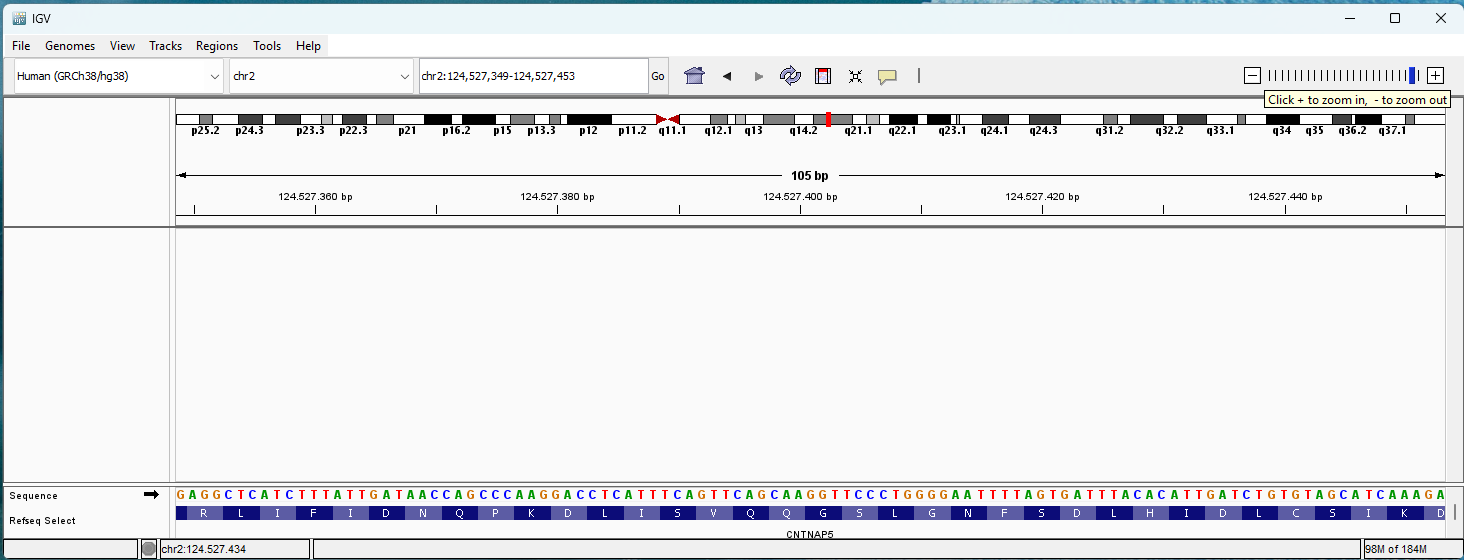 IGV
File Genomes View Tracks Regions Tools Help
Human (GRCh38/hg38) chr2 chr2:124,527,349-124,527,453 Go
Click + to zoom in, - to zoom out
p25.2 p24.3 p23.3 p22.3 p21 p16.2 p15 p13.3 p12 p11.2 q11.1 q12.1 q13 q14.2 q21.1 q22.1 q23.1 q24.1 q24.3 q31.2 q32.2 q33.1 q34 q35 q36.2 q37.1
105 bp
124.527.360 bp 124.527.380 bp 124.527.400 bp 124.527.420 bp 124.527.440 bp
Sequence GAGGCTCATCTTTATTGATAACCAGCCCAAGGACCTCATTTCAGTTCAGCAAGGTTCCCTGGGGAATTTTAGTGATTTACACATTGATCTGTGTAGCATCAAAGA
Refseq Select R L I F I D N Q P K D L I S V Q Q G S L G N F S D L H I D L C S I K D
CNTNAP5
chr2:124.527.434 98M of 184M